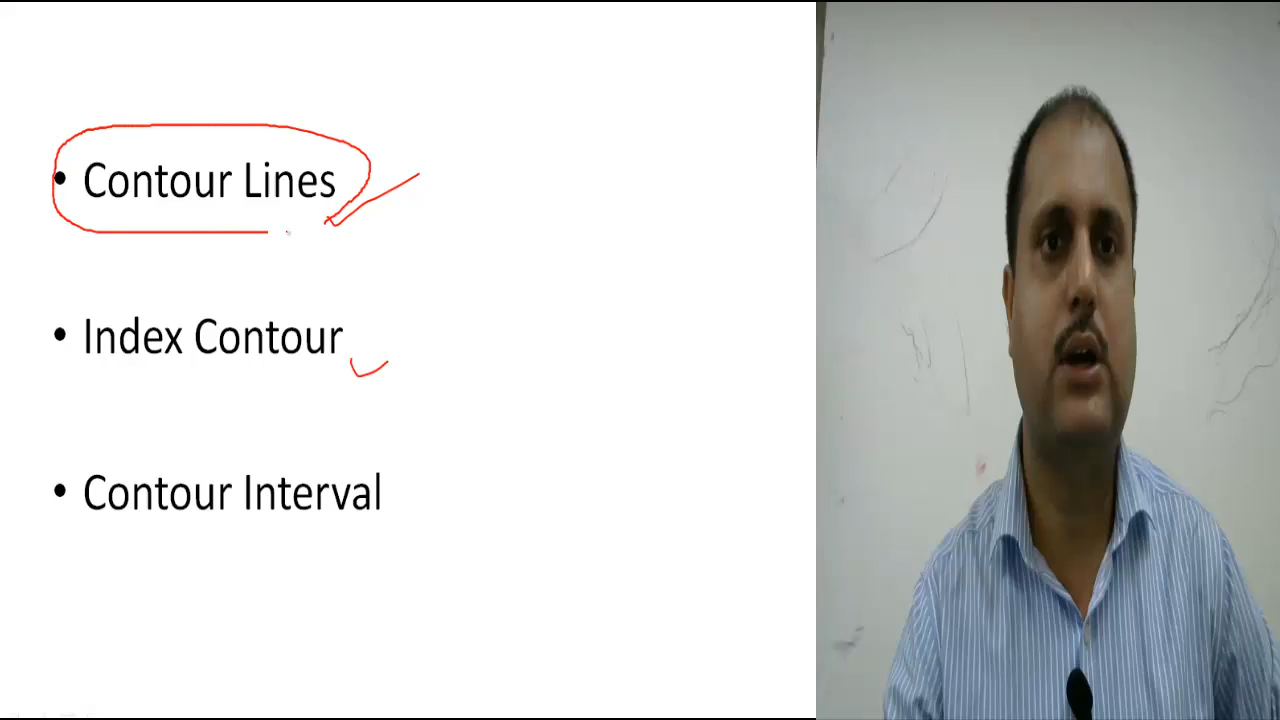 • Contour Lines
• Index Contour
• Contour Interval